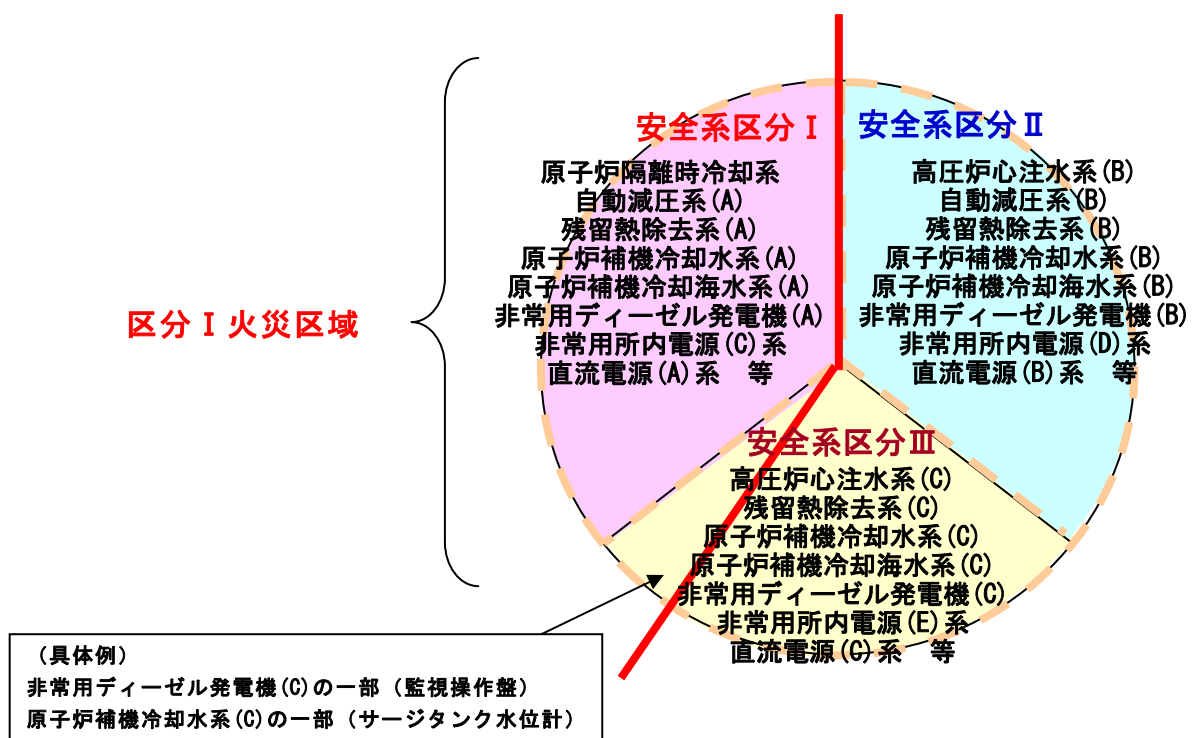 安全系区分Ⅰ
原子炉隔離時冷却系
自動減圧系(A)
残留熱除去系(A)
原子炉補機冷却水系(A)
原子炉補機冷却海水系(A)
非常用ディーゼル発電機(A)
非常用所内電源(C)系
直流電源(A)系　等
安全系区分Ⅱ
高圧炉心注水系(B)
自動減圧系(B)
残留熱除去系(B)
原子炉補機冷却水系(B)
原子炉補機冷却海水系(B)
非常用ディーゼル発電機(B)
非常用所内電源(D)系
直流電源(B)系　等
区分Ⅰ火災区域
安全系区分Ⅲ
高圧炉心注水系(C)
残留熱除去系(C)
原子炉補機冷却水系(C)
原子炉補機冷却海水系(C)
非常用ディーゼル発電機(C)
非常用所内電源(E)系
直流電源(C)系　等
（具体例）
非常用ディーゼル発電機(C)の一部（監視操作盤）
原子炉補機冷却水系(C)の一部（サージタンク水位計）